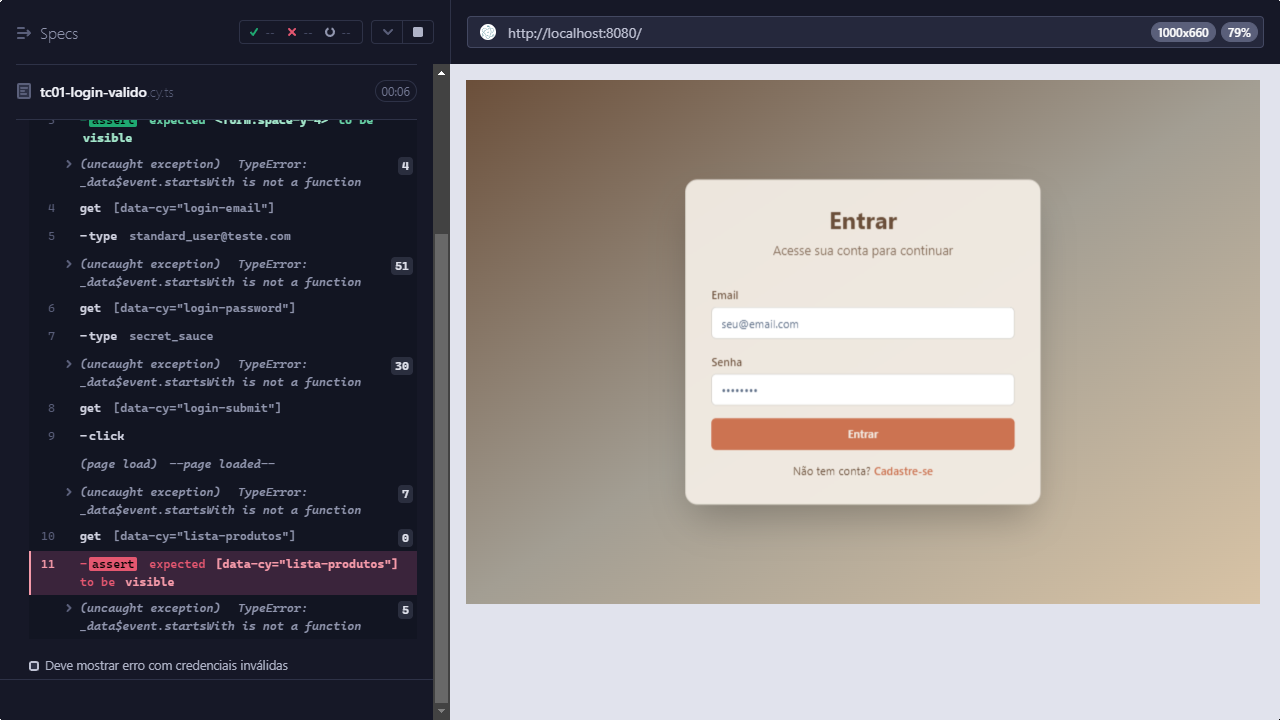 Specs
--
--
--
http://localhost:8080/
1000x660
79%
tc01-login-valido.cy.ts
00:06
3 -assert expected <form.space-y-4> to be
visible
(uncaught exception) TypeError: 4
_data$event.startsWith is not a function
4 get [data-cy="login-email"]
5 -type standard_user@teste.com
(uncaught exception) TypeError: 51
_data$event.startsWith is not a function
6 get [data-cy="login-password"]
7 -type secret_sauce
(uncaught exception) TypeError: 30
_data$event.startsWith is not a function
8 get [data-cy="login-submit"]
9 -click
(page load) --page loaded--
(uncaught exception) TypeError: 7
_data$event.startsWith is not a function
10 get [data-cy="lista-produtos"] 0
11 -assert expected [data-cy="lista-produtos"]
to be visible
(uncaught exception) TypeError: 5
_data$event.startsWith is not a function
Deve mostrar erro com credenciais inválidas
Entrar
Acesse sua conta para continuar
Email
seu@email.com
Senha
••••••••
Entrar
Não tem conta? Cadastre-se